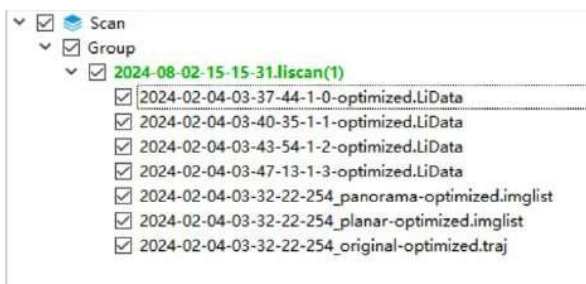 Scan
Group
2024-08-02-15-15-31.liscan(1)
2024-02-04-03-37-44-1-0-optimized.LiData
2024-02-04-03-40-35-1-1-optimized.LiData
2024-02-04-03-43-54-1-2-optimized.LiData
2024-02-04-03-47-13-1-3-optimized.LiData
2024-02-04-03-32-22-254_panorama-optimized.imglist
2024-02-04-03-32-22-254_planar-optimized.imglist
2024-02-04-03-32-22-254_original-optimized.traj